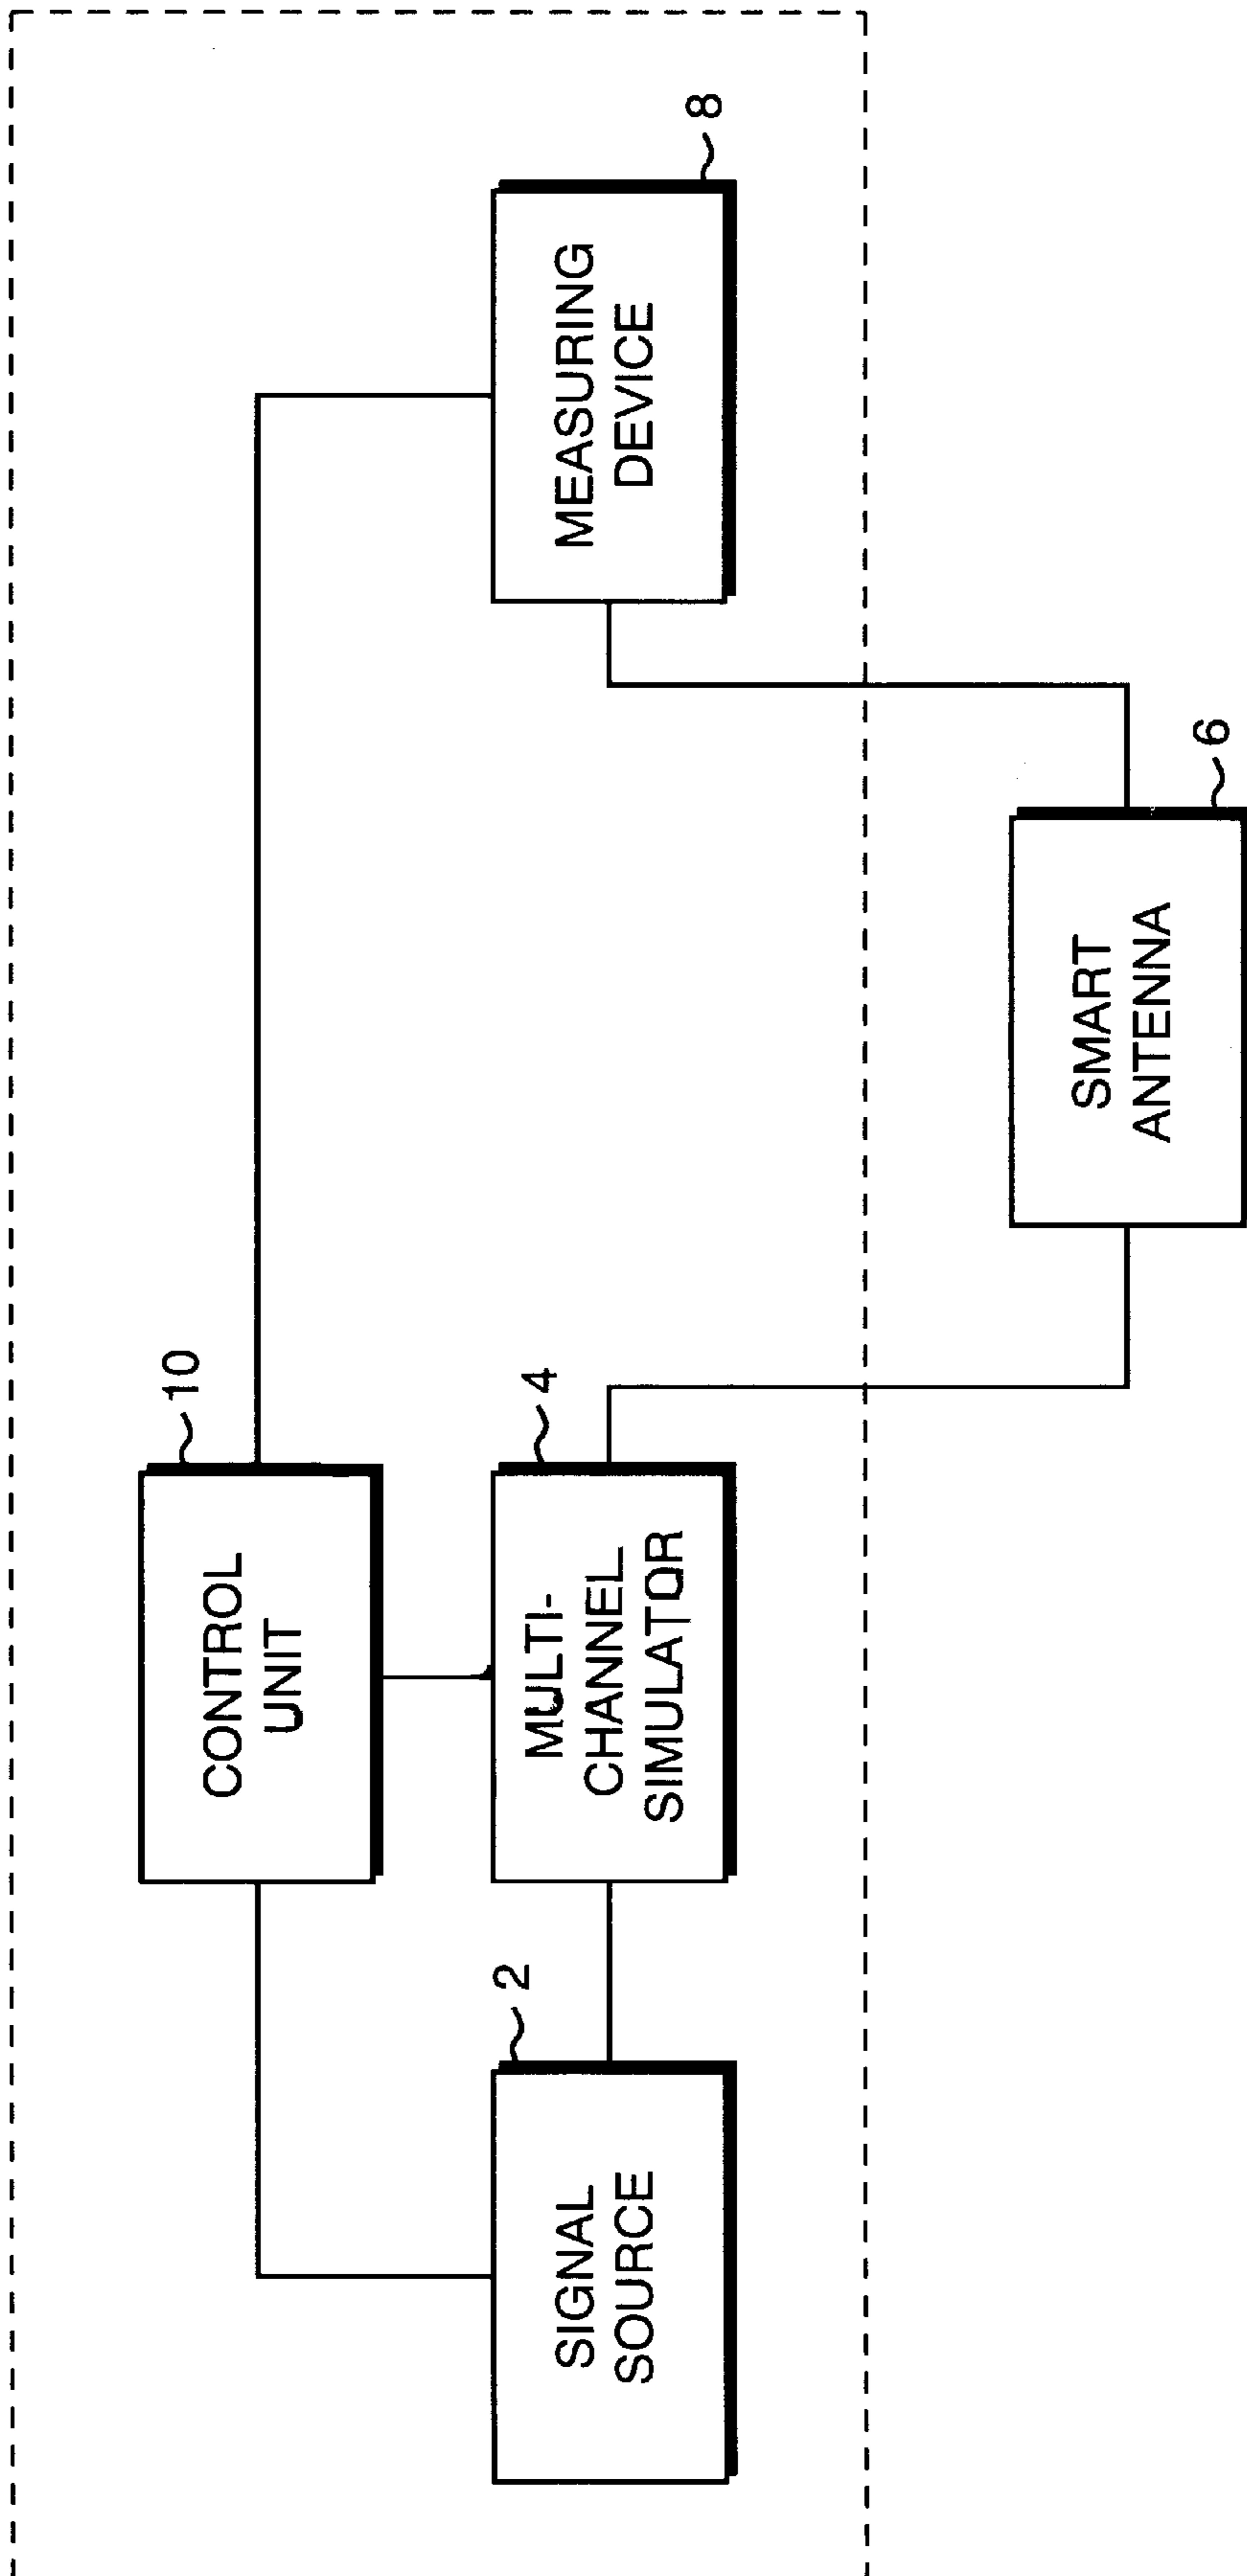 10
CONTROL
UNIT
2
SIGNAL
SOURCE
4
MULTI-
CHANNEL
SIMULATOR
8
MEASURING
DEVICE
6
SMART
ANTENNA